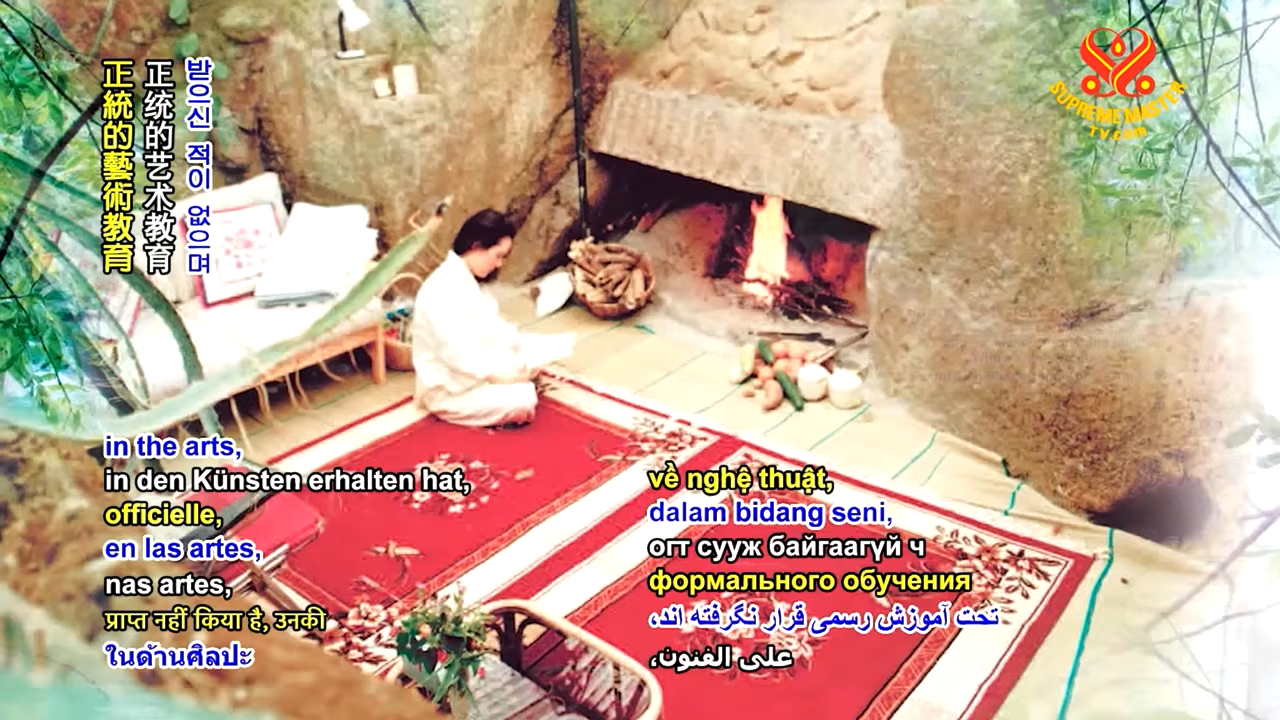 正統的藝術教育
正统的艺术教育
받으신 적이 없으며
SUPREME MASTER
TV.com
in the arts,
in den Künsten erhalten hat,
officielle,
en las artes,
nas artes,
प्राप्त नहीं किया है, उनकी
ในด้านศิลปะ
về nghệ thuật,
dalam bidang seni,
огт сууж байгаагүй ч
формального обучения
تحت آموزش رسمی قرار نگرفته اند،
على الفنون،